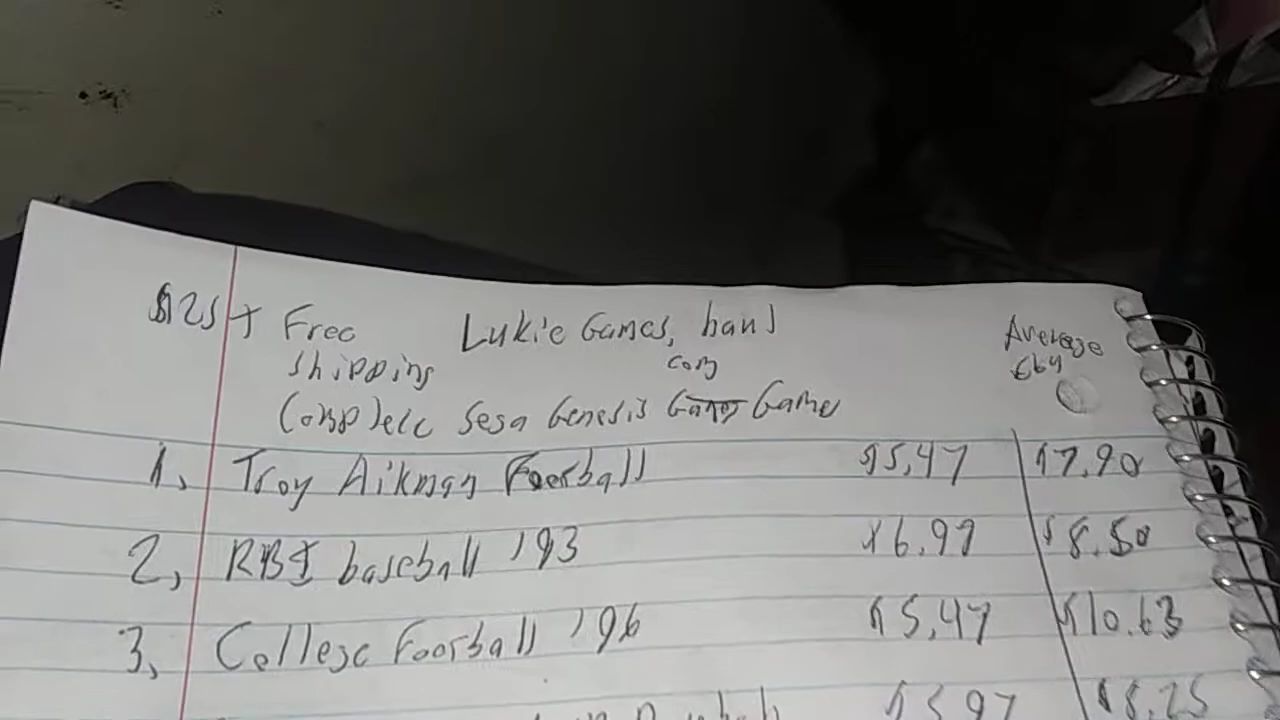 $25+ Free Lukie Games, Average
shipping com Eby
Complete Sega Genesis Game
1, Troy Aikman Football $5,47 $7.90
2, RBI baseball '93 $6.97 $8.50
3, College Football '96 $5,47 $10.63
$5,97 $8.25